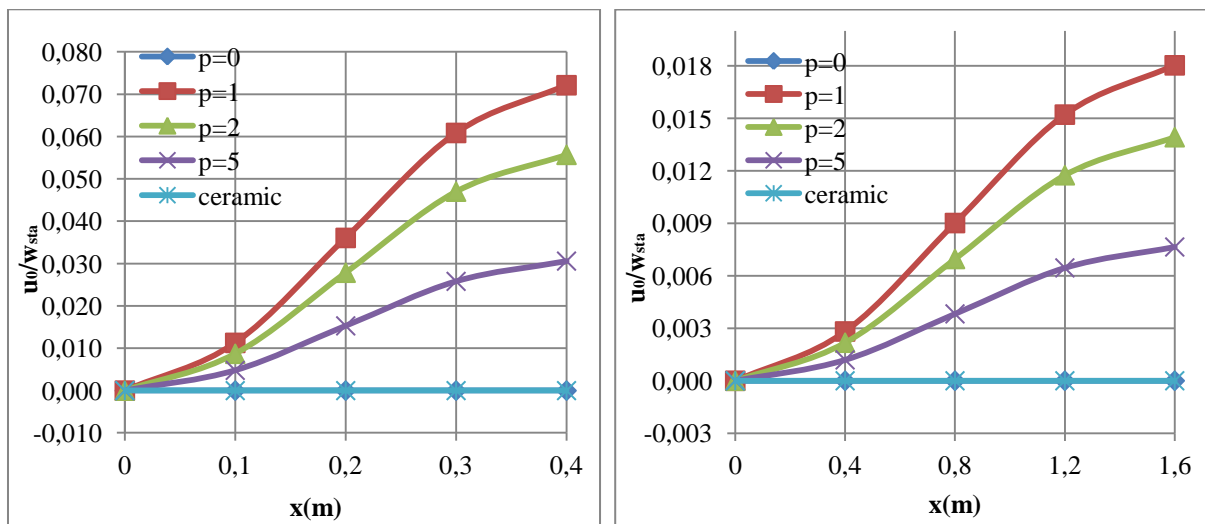 0,080
0,070
0,060
0,050
0,040
0,030
0,020
0,010
0,000
-0,010
u₀/w_sta
p=0
p=1
p=2
p=5
ceramic
0 0,1 0,2 0,3 0,4
x(m)
0,018
0,015
0,012
0,009
0,006
0,003
0,000
-0,003
u₀/w_sta
p=0
p=1
p=2
p=5
ceramic
0 0,4 0,8 1,2 1,6
x(m)